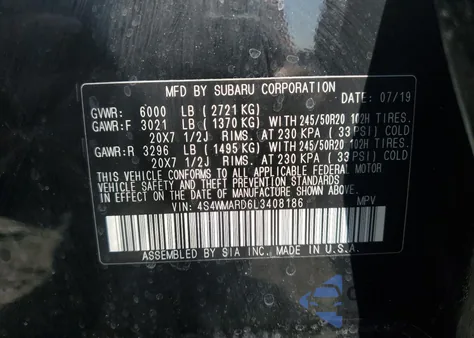 MFD BY SUBARU CORPORATION
DATE: 07/19
GVWR: 6000 LB (2721 KG)
GAWR:F 3021 LB (1370 KG) WITH 245/50R20 102H TIRES.
20X7 1/2J RIMS. AT 230 KPA ( 33 PSI) COLD
GAWR:R 3296 LB (1495 KG) WITH 245/50R20 102H TIRES.
20X7 1/2J RIMS. AT 230 KPA ( 33 PSI) COLD
THIS VEHICLE CONFORMS TO ALL APPLICABLE FEDERAL MOTOR
VEHICLE SAFETY AND THEFT PREVENTION STANDARDS IN EFFECT
ON THE DATE OF MANUFACTURE SHOWN ABOVE.
VIN: 4S4WMARD6L3408186 MPV
ASSEMBLED BY SIA INC., MADE IN U.S.A.